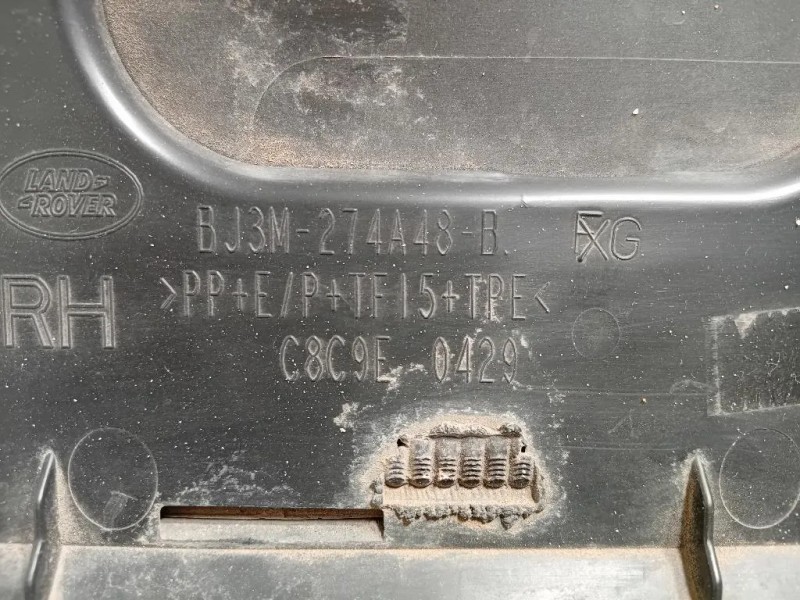 LAND-
-ROVER
BJ3M-274A48-B. FXG
RH
>PP+E/P+TF15+TPE<
C8C9E 0429